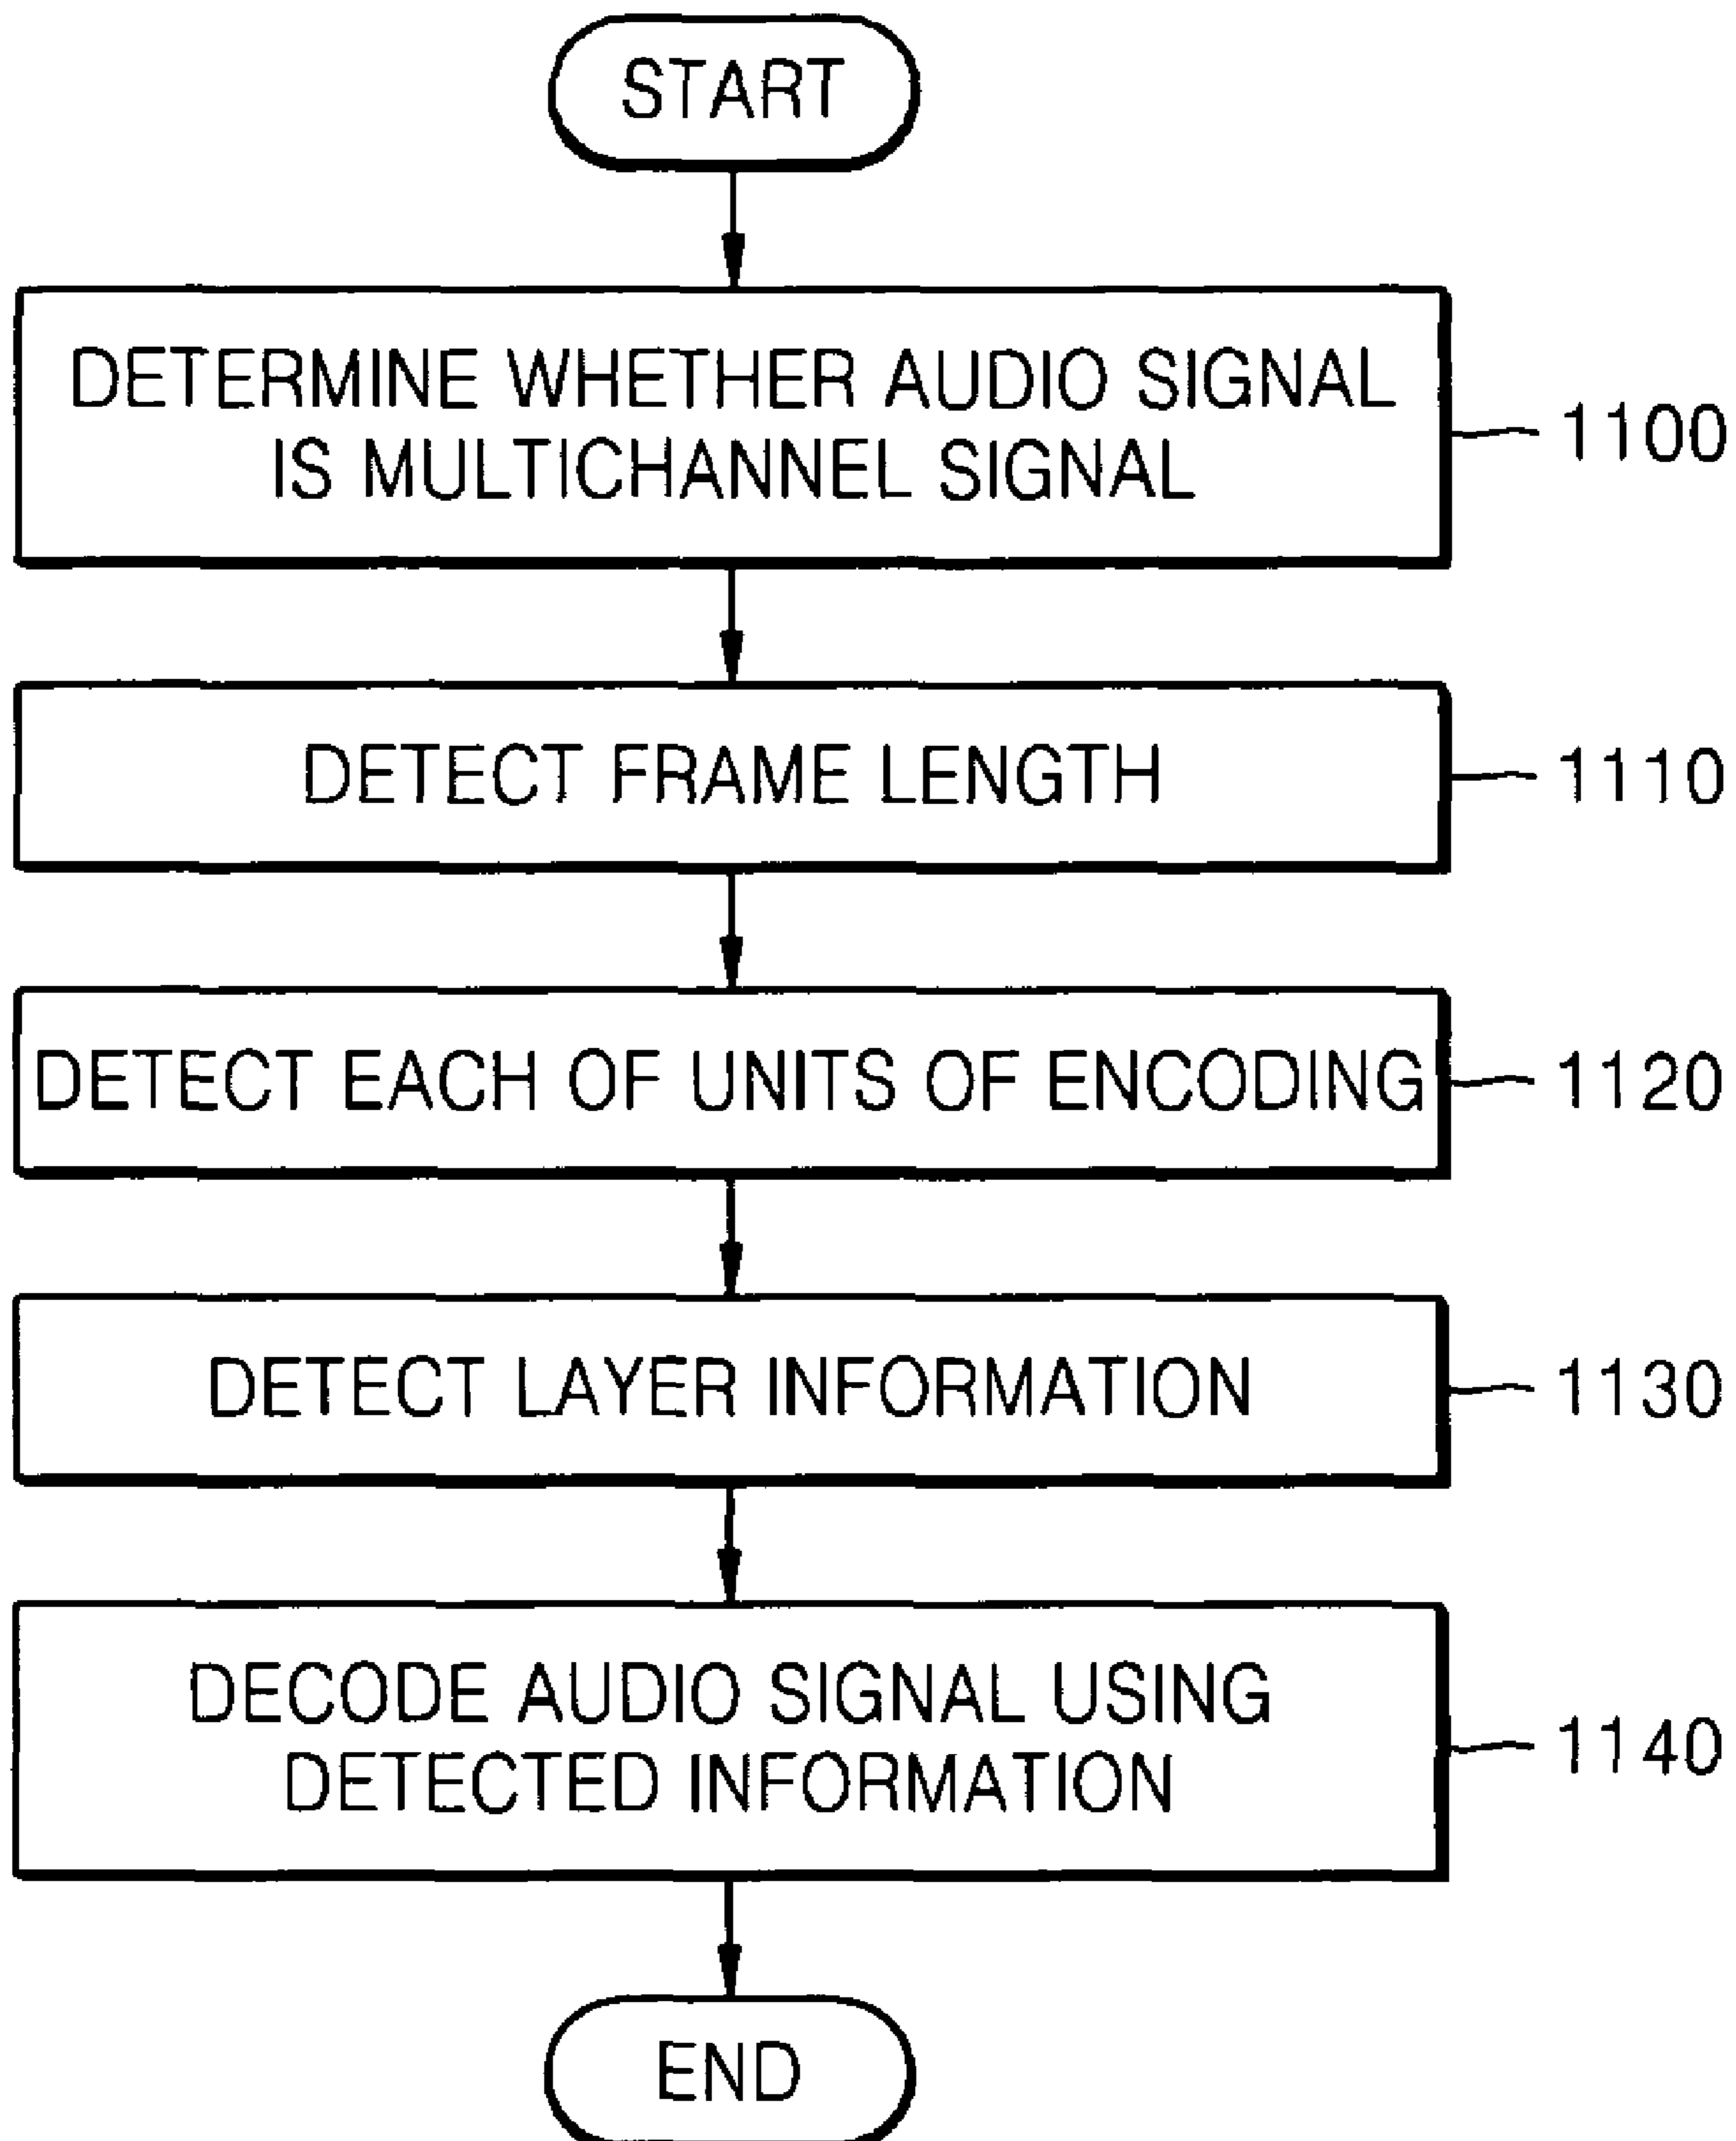 START
DETERMINE WHETHER AUDIO SIGNAL
IS MULTICHANNEL SIGNAL
1100
DETECT FRAME LENGTH
1110
DETECT EACH OF UNITS OF ENCODING
1120
DETECT LAYER INFORMATION
1130
DECODE AUDIO SIGNAL USING
DETECTED INFORMATION
1140
END